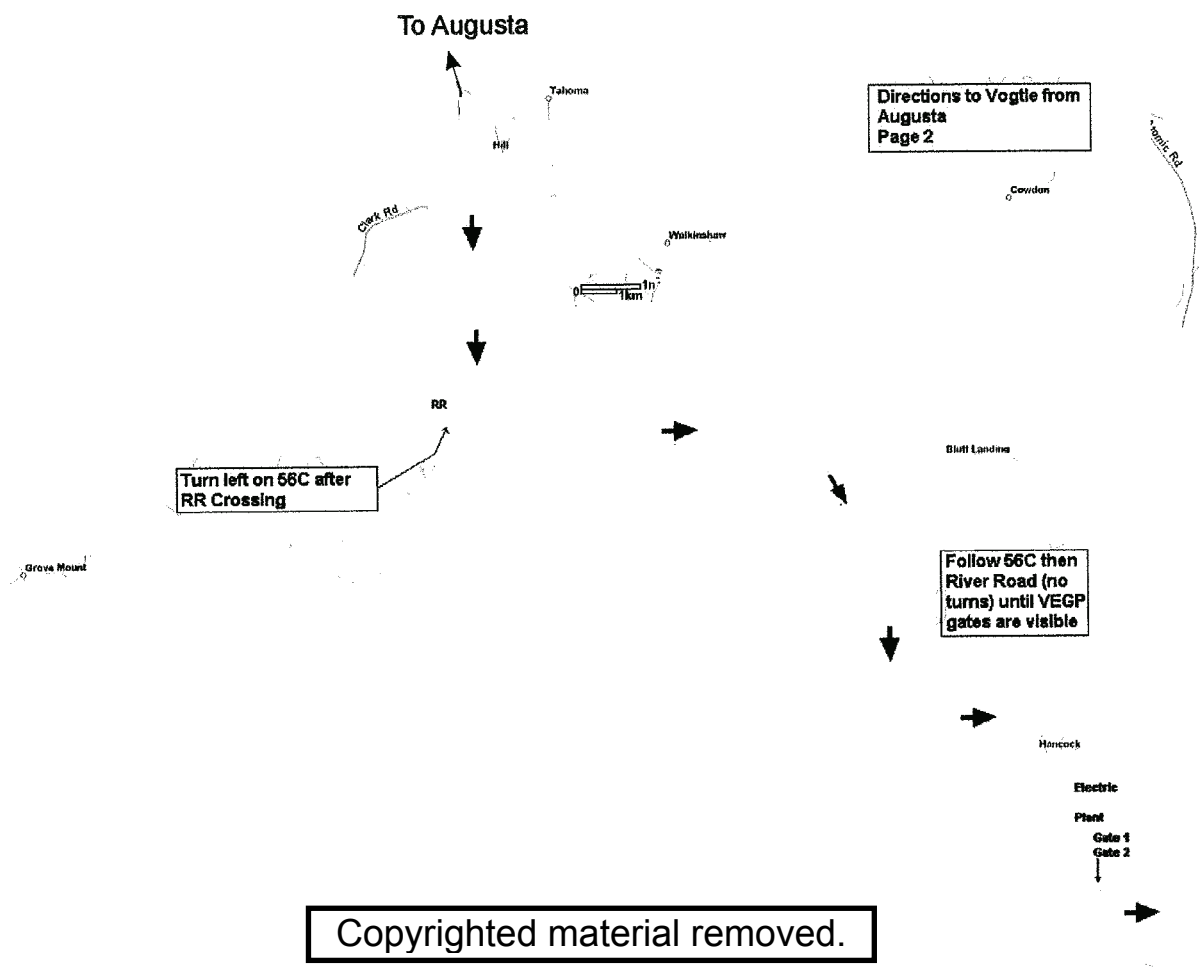 To Augusta
Tahoma
Directions to Vogtle from
Augusta
Page 2
Hill
Cowden
Clark Rd
Walkinshaw
0
1km
RR
Bluff Landing
Turn left on 56C after
RR Crossing
Grove Mount
Follow 56C then
River Road (no
turns) until VEGP
gates are visible
Hancock
Electric
Plant
Gate 1
Gate 2
Copyrighted material removed.